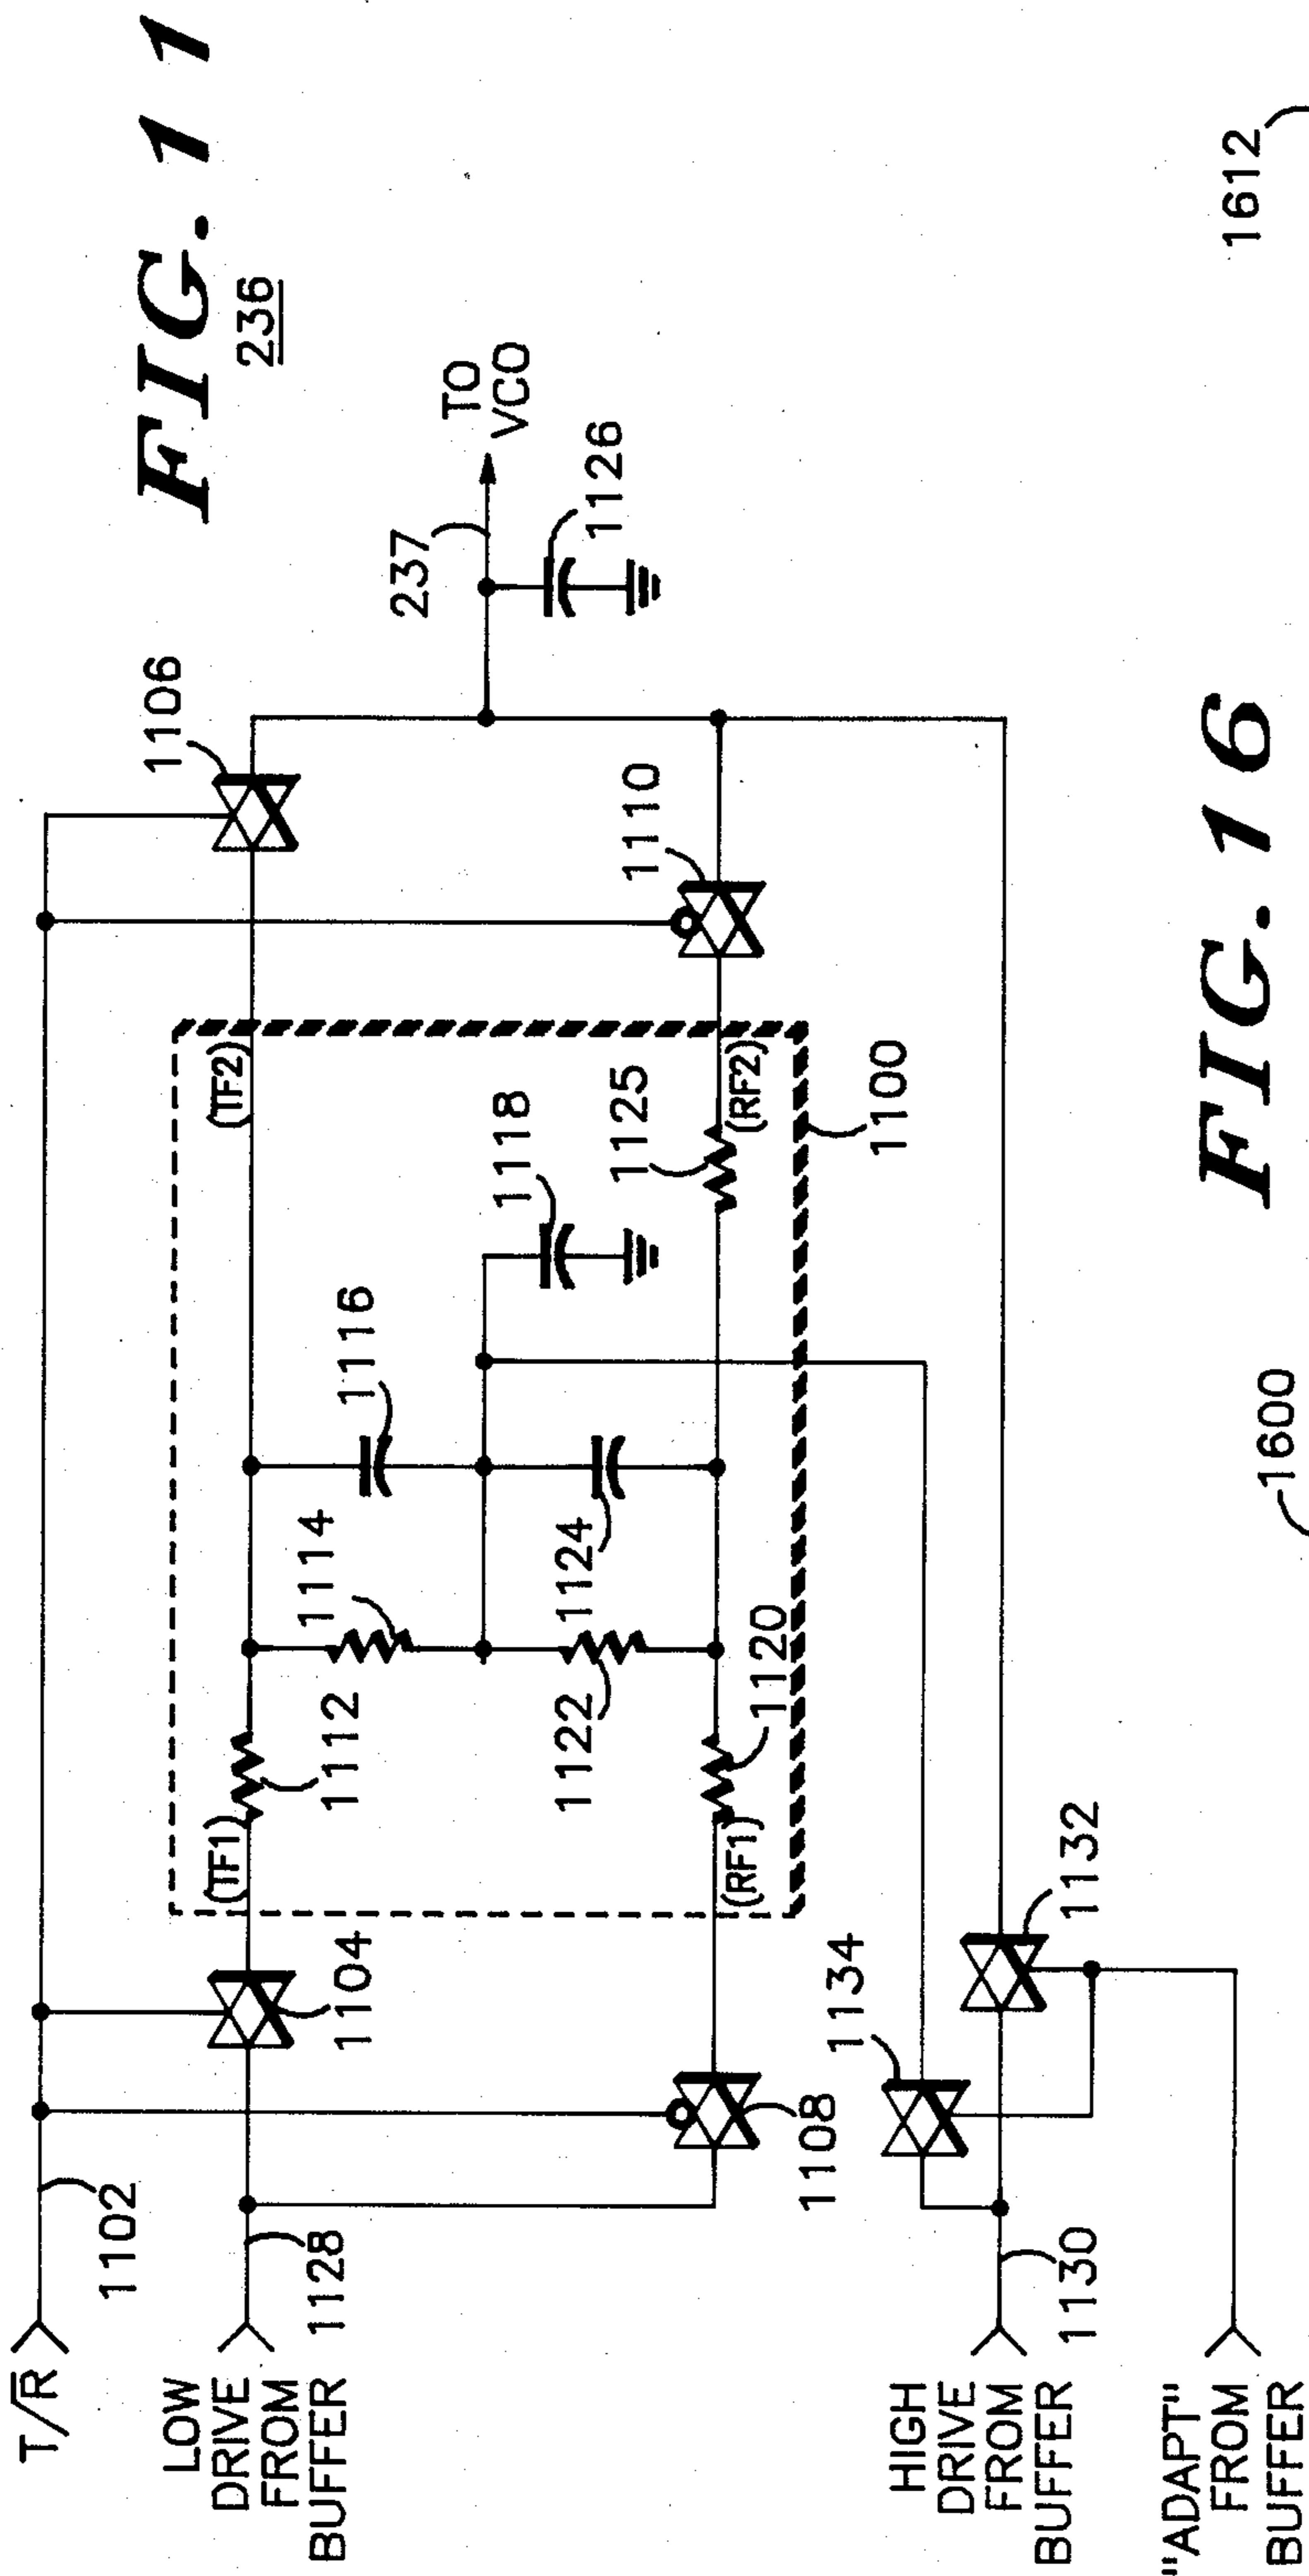 FIG. 11
236
T/R̅
1102
LOW
DRIVE
FROM
BUFFER
1128
1104
(TF1)
1112
1114
1116
(TF2)
1106
1118
237
TO
VCO
1126
1108
(RF1)
1120
1122
1124
1125
(RF2)
1110
1100
HIGH
DRIVE
FROM
BUFFER
1130
1134
1132
"ADAPT"
FROM
BUFFER
FIG. 16
1600
1612